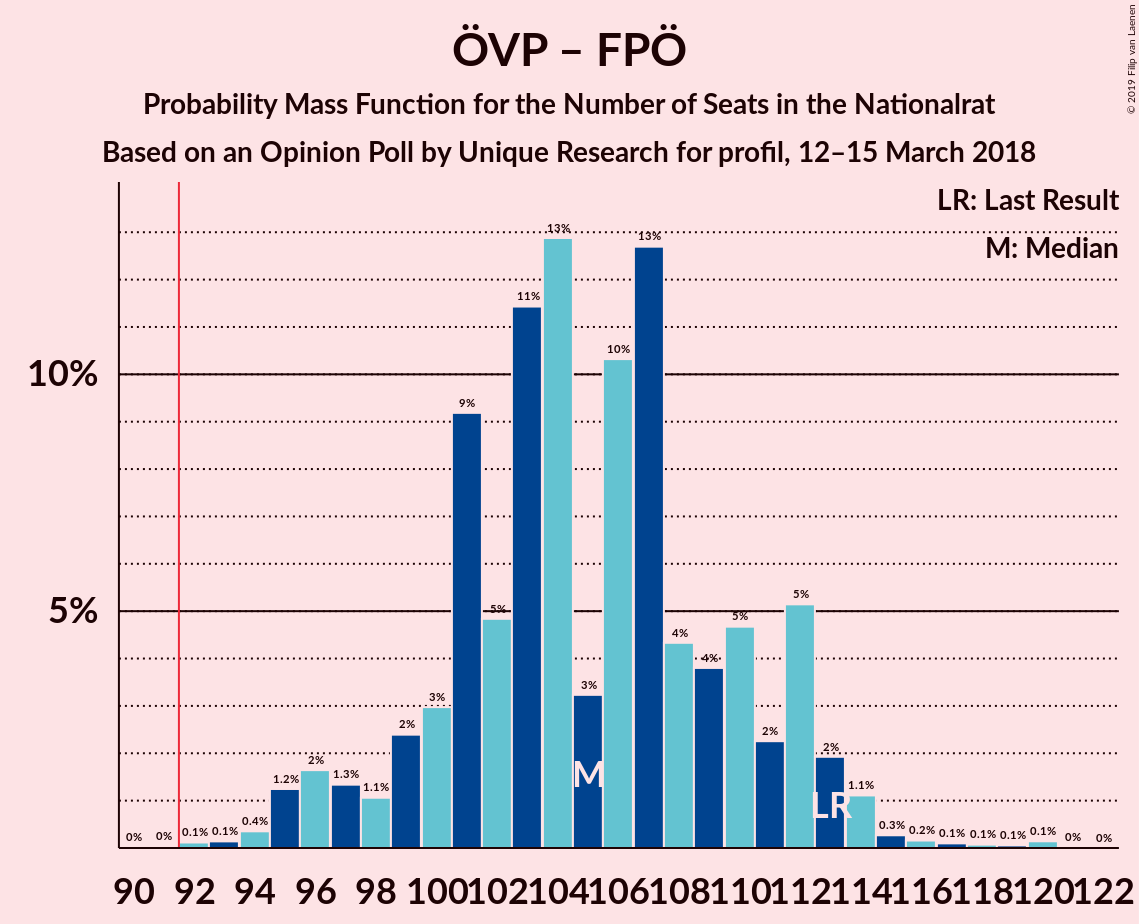 ÖVP – FPÖ
Probability Mass Function for the Number of Seats in the Nationalrat
Based on an Opinion Poll by Unique Research for profil, 12–15 March 2018
© 2019 Filip van Laenen
LR: Last Result
M: Median
10%
5%
0% 0% 0.1% 0.1% 0.4% 1.2% 2% 1.3% 1.1% 2% 3% 9% 5% 11% 13% 3% 10% 13% 4% 4% 5% 2% 5% 2% 1.1% 0.3% 0.2% 0.1% 0.1% 0.1% 0.1% 0% 0%
M
LR
90 92 94 96 98 100 102 104 106 108 110 112 114 116 118 120 122